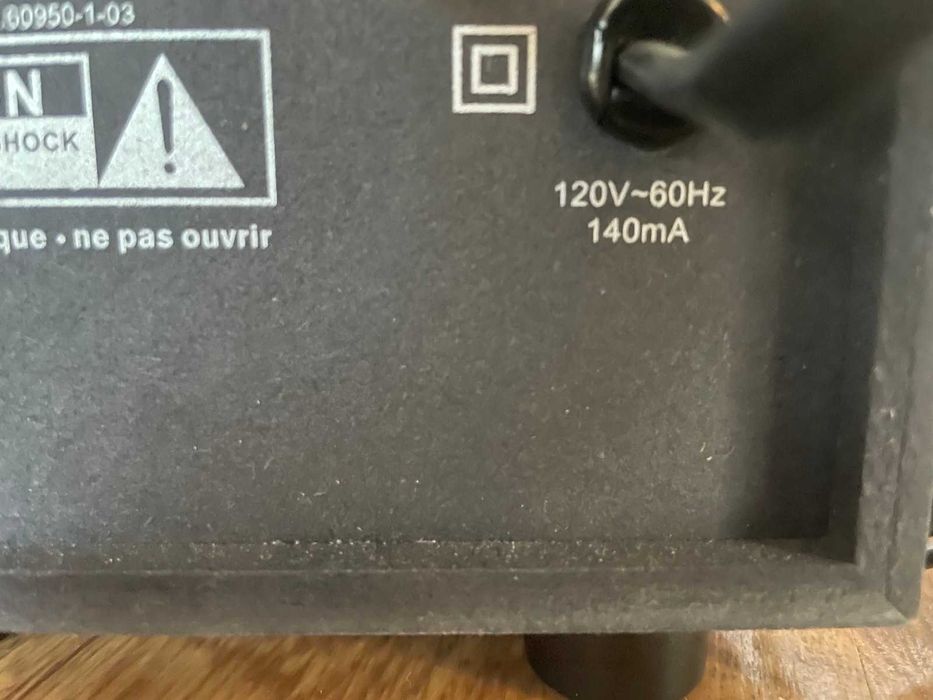 60950-1-03
N
HOCK
que • ne pas ouvrir
120V~60Hz
140mA